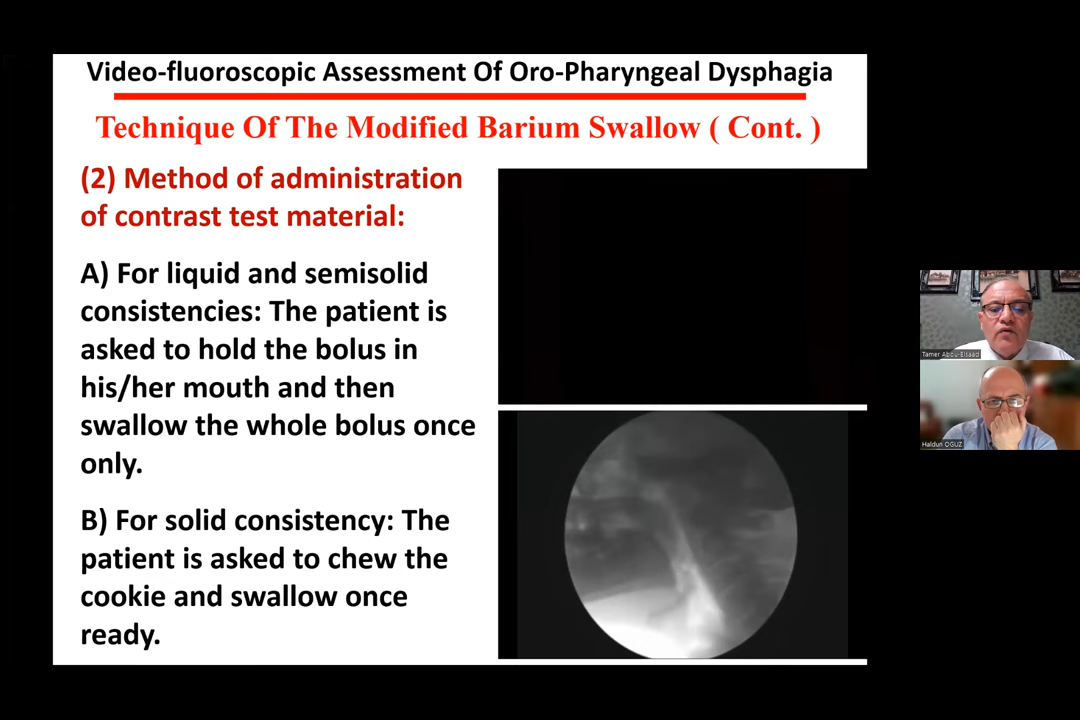 Video-fluoroscopic Assessment Of Oro-Pharyngeal Dysphagia
Technique Of The Modified Barium Swallow ( Cont. )
(2) Method of administration
of contrast test material:
A) For liquid and semisolid
consistencies: The patient is
asked to hold the bolus in
his/her mouth and then
swallow the whole bolus once
only.
B) For solid consistency: The
patient is asked to chew the
cookie and swallow once
ready.
Tamer Abou-Elsaad
Haldun OGUZ